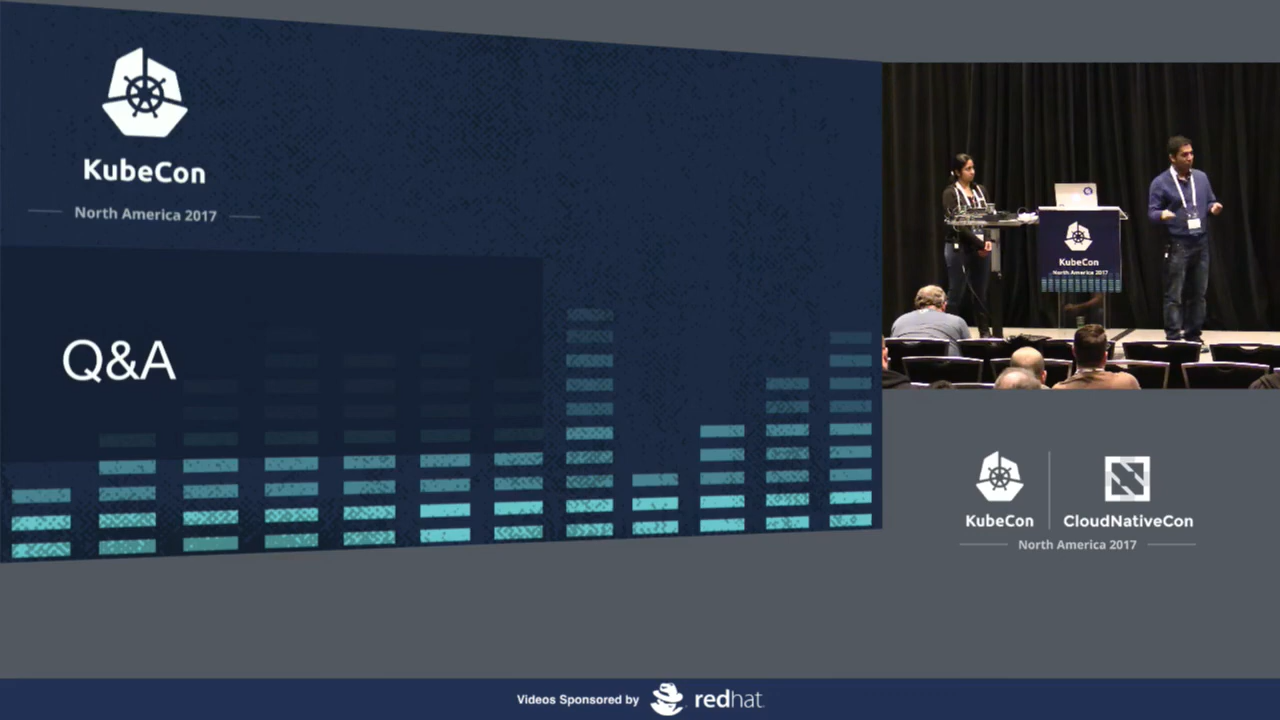 KubeCon
North America 2017
Q&A
KubeCon
North America 2017
KubeCon
CloudNativeCon
North America 2017
Videos Sponsored by
redhat.